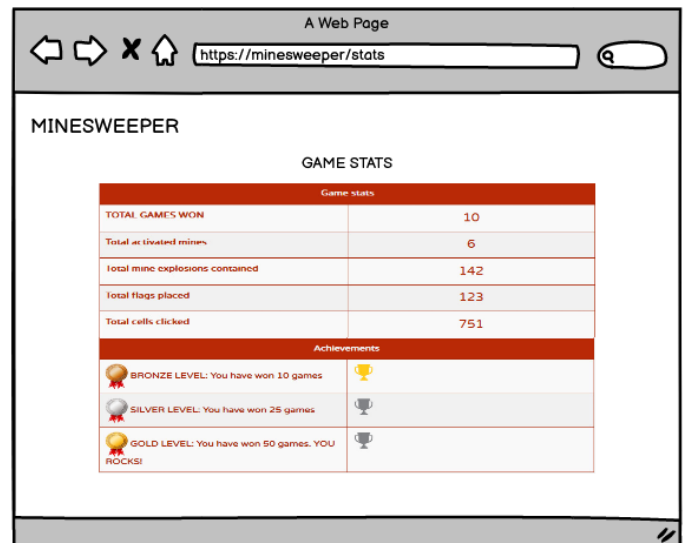 A Web Page
https://minesweeper/stats
MINESWEEPER
GAME STATS
Game stats
TOTAL GAMES WON 10
Total activated mines 6
Total mine explosions contained 142
Total flags placed 123
Total cells clicked 751
Achievements
BRONZE LEVEL: You have won 10 games
SILVER LEVEL: You have won 25 games
GOLD LEVEL: You have won 50 games. YOU
ROCKS!